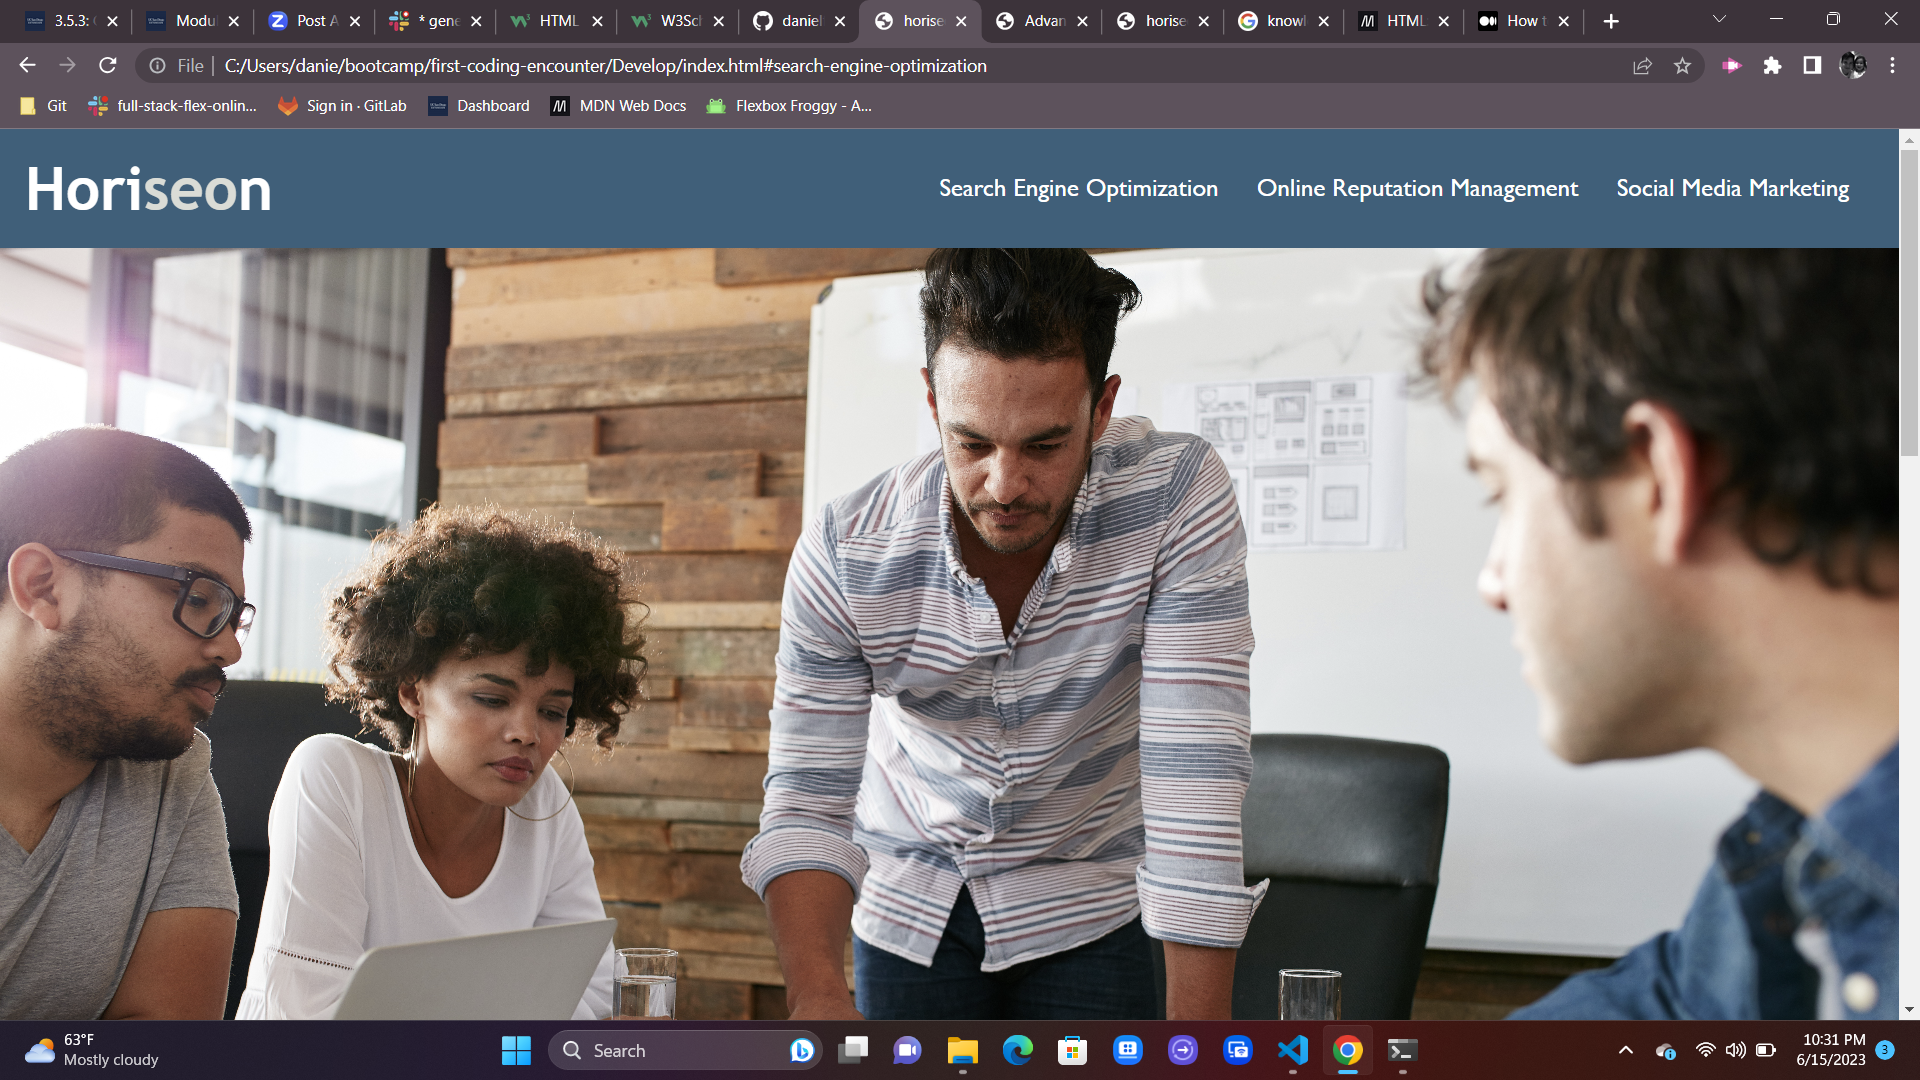 3.5.3: (
Modul
Post A
* gene
HTML
W3Sch
daniel
horise
Advan
horise
knowl
HTML
How t
File
C:/Users/danie/bootcamp/first-coding-encounter/Develop/index.html#search-engine-optimization
Git
full-stack-flex-onlin...
Sign in · GitLab
Dashboard
MDN Web Docs
Flexbox Froggy - A...
Horiseon
Search Engine Optimization
Online Reputation Management
Social Media Marketing
63°F
Mostly cloudy
Search
10:31 PM
6/15/2023
3